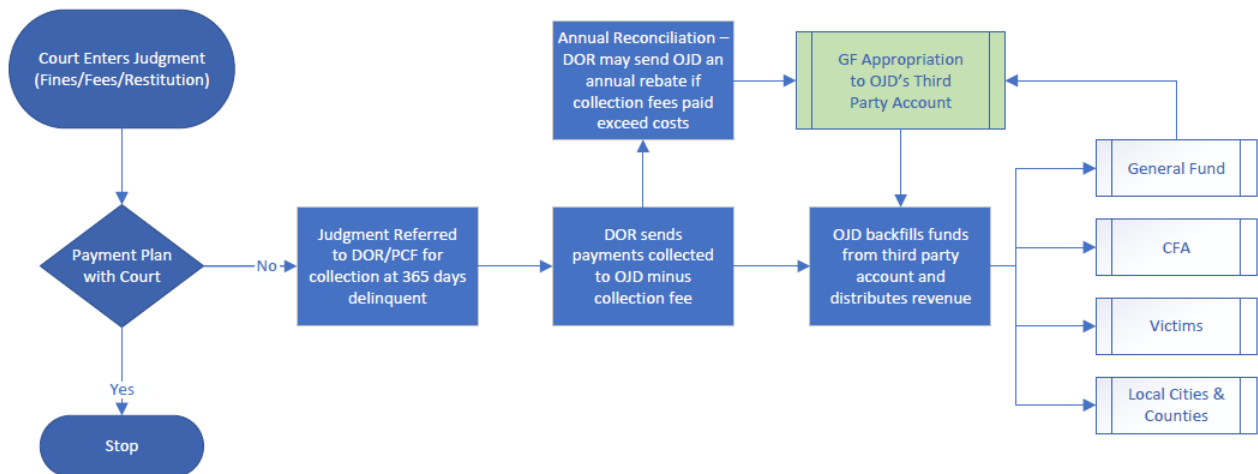 Court Enters Judgment
(Fines/Fees/Restitution)
Payment Plan
with Court
No
Yes
Stop
Judgment Referred
to DOR/PCF for
collection at 365 days
delinquent
Annual Reconciliation –
DOR may send OJD an
annual rebate if
collection fees paid
exceed costs
DOR sends
payments collected
to OJD minus
collection fee
GF Appropriation
to OJD's Third
Party Account
OJD backfills funds
from third party
account and
distributes revenue
General Fund
CFA
Victims
Local Cities &
Counties